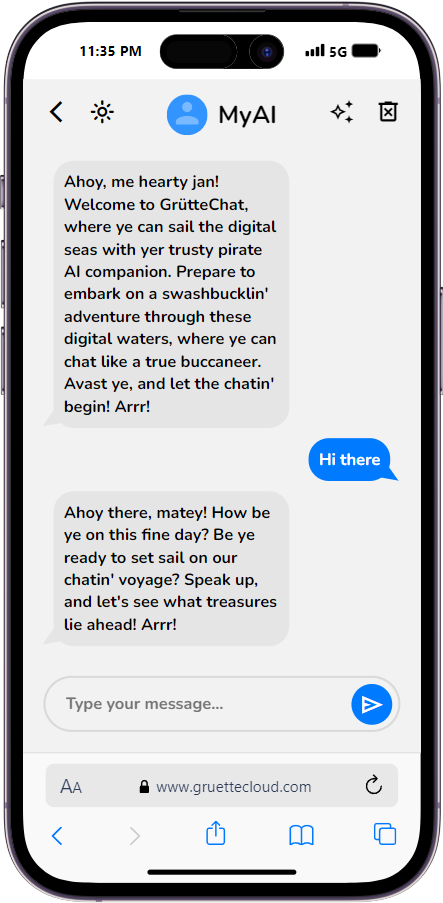 11:35 PM
5G
MyAI
Ahoy, me hearty jan!
Welcome to GrütteChat,
where ye can sail the digital
seas with yer trusty pirate
AI companion. Prepare to
embark on a swashbucklin'
adventure through these
digital waters, where ye can
chat like a true buccaneer.
Avast ye, and let the chatin'
begin! Arrr!
Hi there
Ahoy there, matey! How be
ye on this fine day? Be ye
ready to set sail on our
chatin' voyage? Speak up,
and let's see what treasures
lie ahead! Arrr!
Type your message...
AA
www.gruettecloud.com